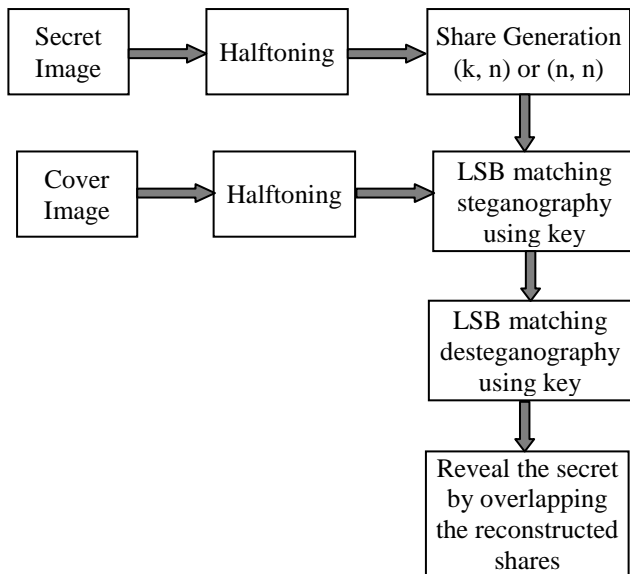 Secret
Image
Halftoning
Share Generation
(k, n) or (n, n)
Cover
Image
Halftoning
LSB matching
steganography
using key
LSB matching
desteganography
using key
Reveal the secret
by overlapping
the reconstructed
shares